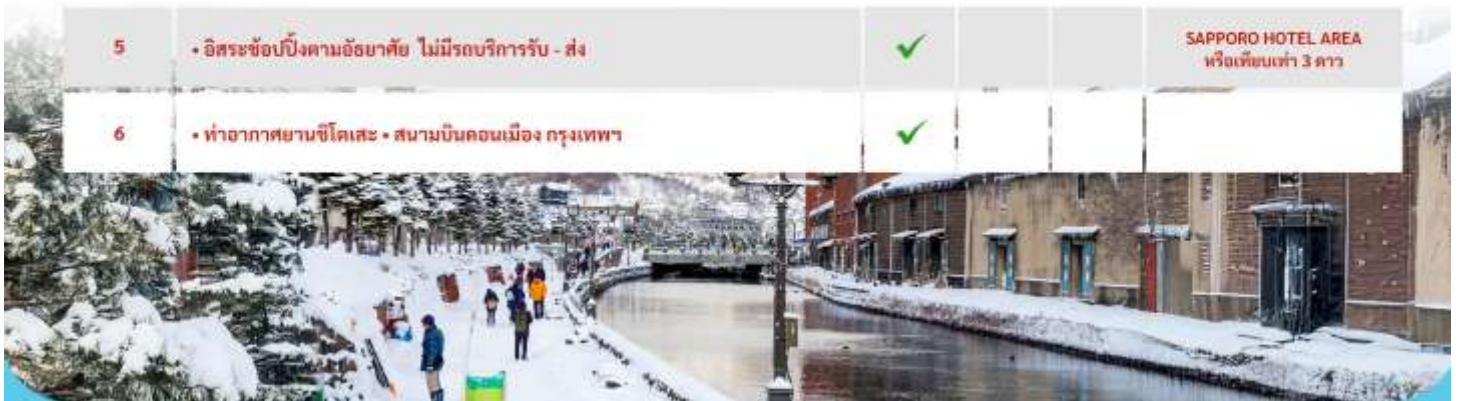 5 • อิสระช้อปปิ้งตามอัธยาศัย ไม่มีรถบริการรับ - ส่ง ✓ SAPPORO HOTEL AREA
หรือเทียบเท่า 3 ดาว
6 • ท่าอากาศยานชิโตเสะ • สนามบินดอนเมือง กรุงเทพฯ ✓